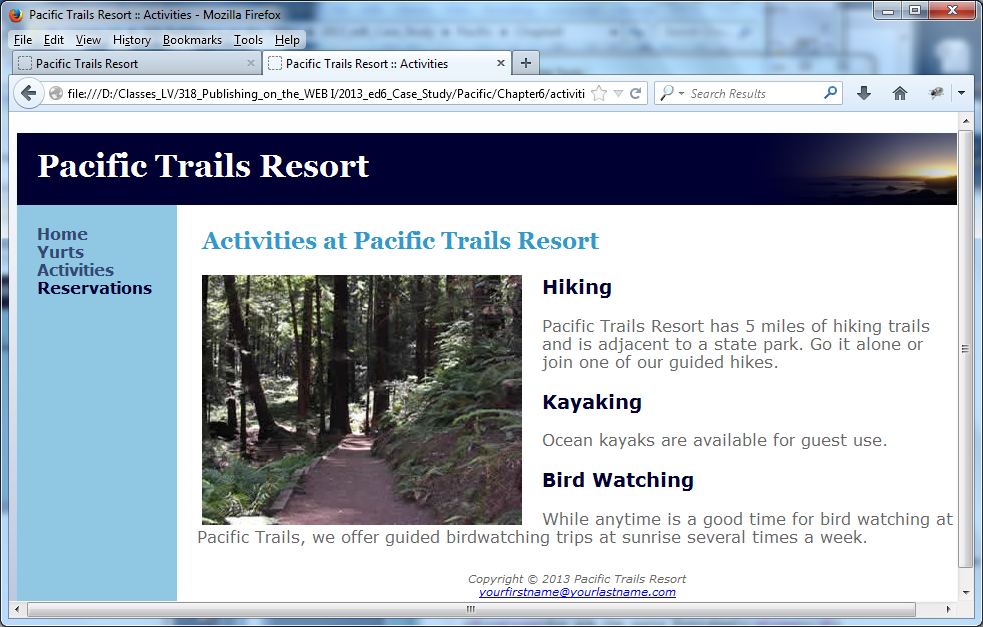 Pacific Trails Resort :: Activities - Mozilla Firefox
File Edit View History Bookmarks Tools Help
Pacific Trails Resort
Pacific Trails Resort :: Activities
file:///D:/Classes_LV/318_Publishing_on_the_WEB I/2013_ed6_Case_Study/Pacific/Chapter6/activiti
Search Results
Pacific Trails Resort
Home
Yurts
Activities
Reservations
Activities at Pacific Trails Resort
Hiking
Pacific Trails Resort has 5 miles of hiking trails
and is adjacent to a state park. Go it alone or
join one of our guided hikes.
Kayaking
Ocean kayaks are available for guest use.
Bird Watching
While anytime is a good time for bird watching at
Pacific Trails, we offer guided birdwatching trips at sunrise several times a week.
Copyright © 2013 Pacific Trails Resort
yourfirstname@yourlastname.com